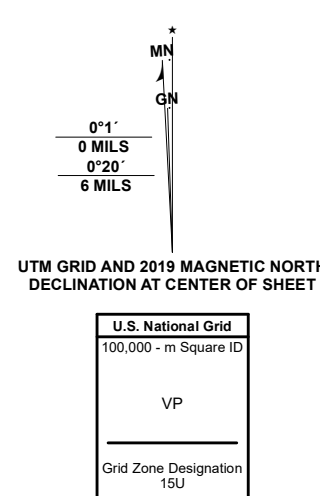 ★
MN
GN
0°1´
0 MILS
0°20´
6 MILS
UTM GRID AND 2019 MAGNETIC NORTH
DECLINATION AT CENTER OF SHEET
U.S. National Grid
100,000 - m Square ID
VP
Grid Zone Designation
15U